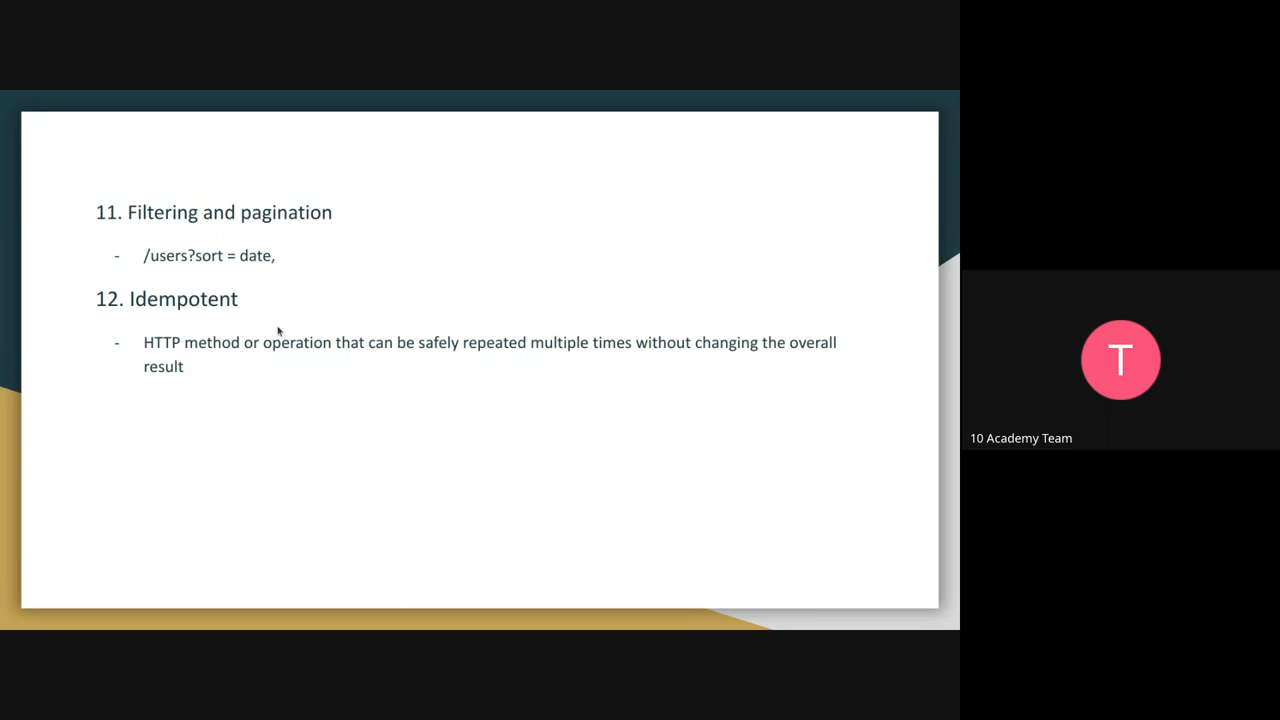 11. Filtering and pagination
- /users?sort = date,
12. Idempotent
- HTTP method or operation that can be safely repeated multiple times without changing the overall
result
T
10 Academy Team